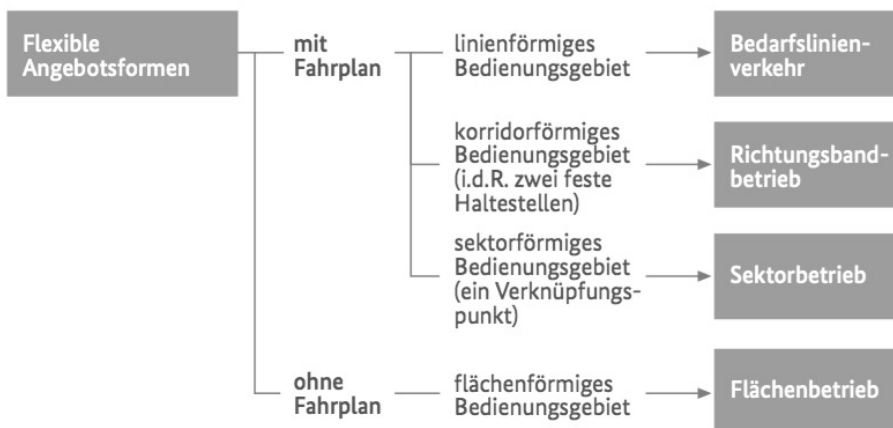 Flexible
Angebotsformen
mit
Fahrplan
linienförmiges
Bedienungsgebiet
Bedarfslinien-
verkehr
korridorförmiges
Bedienungsgebiet
(i.d.R. zwei feste
Haltestellen)
Richtungsband-
betrieb
sektorförmiges
Bedienungsgebiet
(ein Verknüpfungs-
punkt)
Sektorbetrieb
ohne
Fahrplan
flächenförmiges
Bedienungsgebiet
Flächenbetrieb